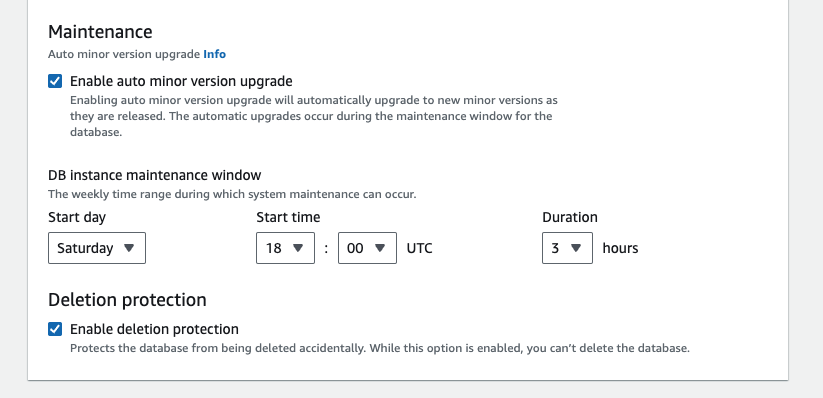 Maintenance
Auto minor version upgrade Info
Enable auto minor version upgrade
Enabling auto minor version upgrade will automatically upgrade to new minor versions as
they are released. The automatic upgrades occur during the maintenance window for the
database.
DB instance maintenance window
The weekly time range during which system maintenance can occur.
Start day Start time Duration
Saturday 18 : 00 UTC 3 hours
Deletion protection
Enable deletion protection
Protects the database from being deleted accidentally. While this option is enabled, you can't delete the database.